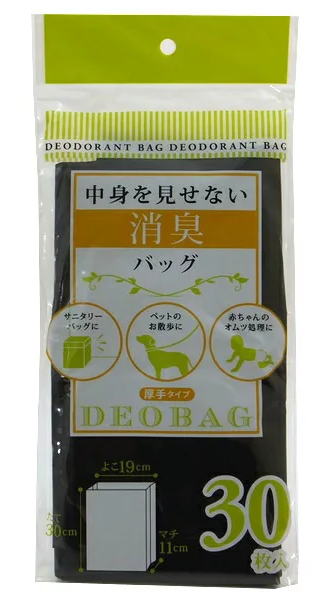 DEODORANT BAG DEODORANT BAG
中身を見せない
消臭
バッグ
サニタリー
バッグに
ペットの
お散歩に
赤ちゃんの
オムツ処理に
厚手タイプ
DEOBAG
よこ19cm
たて
30cm
マチ
11cm
30
枚入